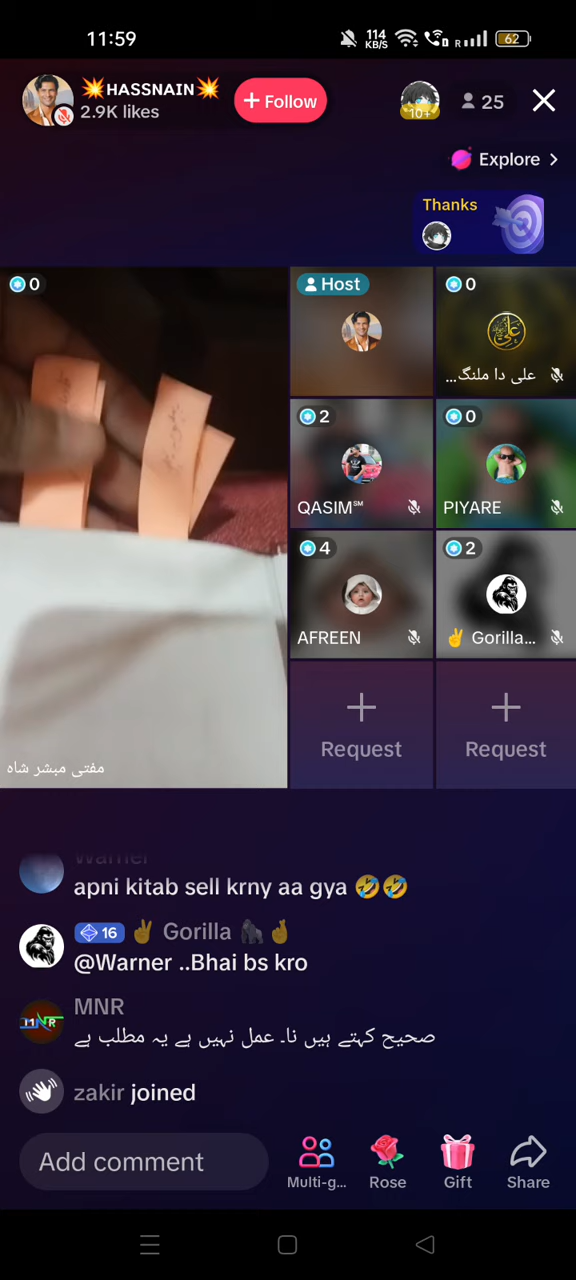 11:59
114
KB/S
R
62
💥HASSNAIN💥
2.9K likes
+ Follow
10+
25
Explore >
Thanks
0
Host
0
علی دا ملنگ...
2
QASIM℠
0
PIYARE
4
AFREEN
2
✌️ Gorilla...
Request
Request
مفتی مبشر شاہ
Warner
apni kitab sell krny aa gya 🤣🤣
16 ✌️ Gorilla 🦍🤞
@Warner ..Bhai bs kro
MNR
صحیح کہتے ہیں نا۔ عمل نہیں ہے یہ مطلب ہے
zakir joined
Add comment
Multi-g...
Rose
Gift
Share